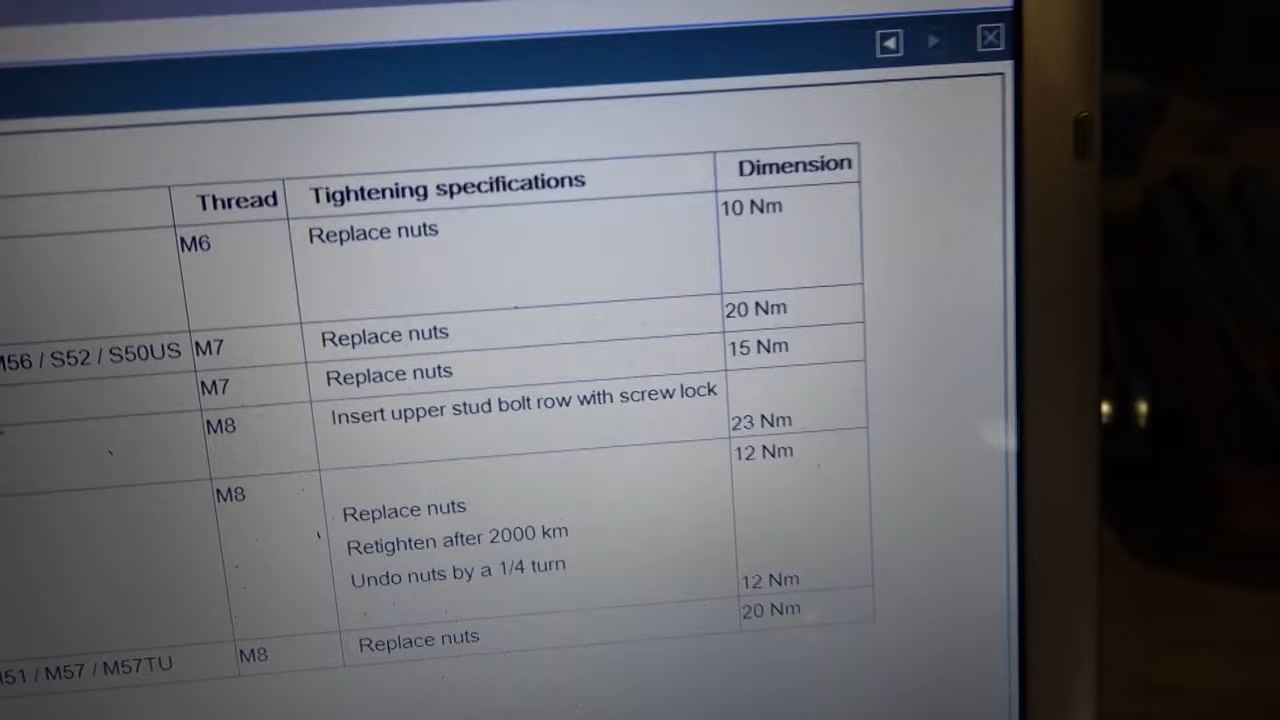 Thread Tightening specifications Dimension
M6 Replace nuts 10 Nm
/ S52 / S50US M7 Replace nuts 20 Nm
M7 Replace nuts 15 Nm
M8 Insert upper stud bolt row with screw lock
23 Nm
M8 12 Nm
Replace nuts
Retighten after 2000 km
Undo nuts by a 1/4 turn
12 Nm
/ M57 / M57TU M8 Replace nuts 20 Nm